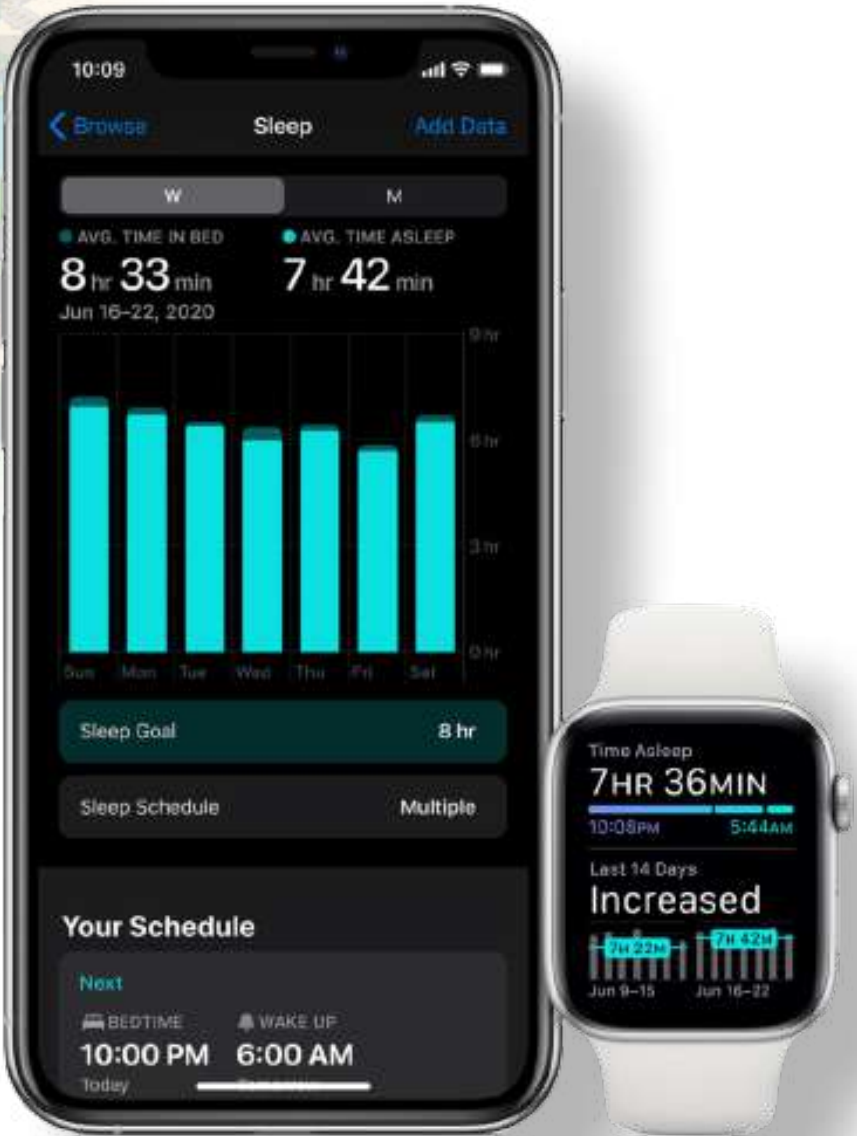 10:09
Browse Sleep Add Data
W M
AVG. TIME IN BED AVG. TIME ASLEEP
8 hr 33 min 7 hr 42 min
Jun 16–22, 2020
9 hr
6 hr
3 hr
0 hr
Sun Mon Tue Wed Thu Fri Sat
Sleep Goal 8 hr
Sleep Schedule Multiple
Your Schedule
Next
BEDTIME WAKE UP
10:00 PM 6:00 AM
Today
Time Asleep
7HR 36MIN
10:08PM 5:44AM
Last 14 Days
Increased
7H 22M 7H 42M
Jun 9–15 Jun 16–22